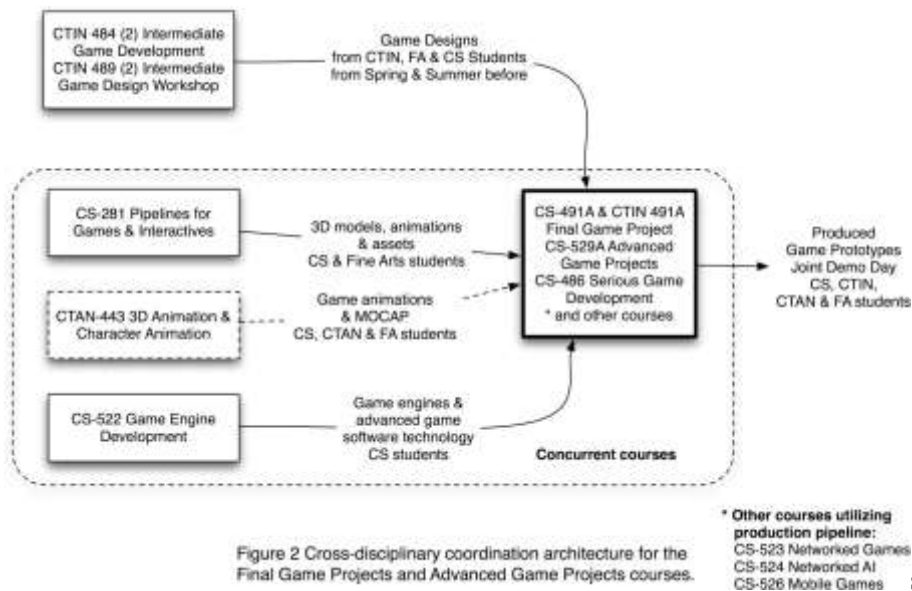 CTIN 484 (2) Intermediate
Game Development
CTIN 489 (2) Intermediate
Game Design Workshop
Game Designs
from CTIN, FA & CS Students
from Spring & Summer before
CS-281 Pipelines for
Games & Interactives
3D models, animations
& assets
CS & Fine Arts students
CTAN-443 3D Animation &
Character Animation
Game animations
& MOCAP
CS, CTAN & FA students
CS-522 Game Engine
Development
Game engines &
advanced game
software technology
CS students
CS-491A & CTIN 491A
Final Game Project
CS-529A Advanced
Game Projects
CS-486 Serious Game
Development
* and other courses
Concurrent courses
Produced
Game Prototypes
Joint Demo Day
CS, CTIN,
CTAN & FA students
Figure 2 Cross-disciplinary coordination architecture for the
Final Game Projects and Advanced Game Projects courses.
* Other courses utilizing
production pipeline:
CS-523 Networked Games
CS-524 Networked AI
CS-526 Mobile Games